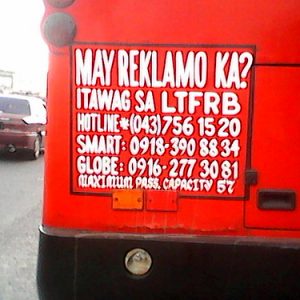 MAY REKLAMO KA?
ITAWAG SA LTFRB
HOTLINE*(043)756 15 20
SMART: 0918-390 88 34
GLOBE: 0916-277 30 81
MAXIMUM PASS. CAPACITY 57